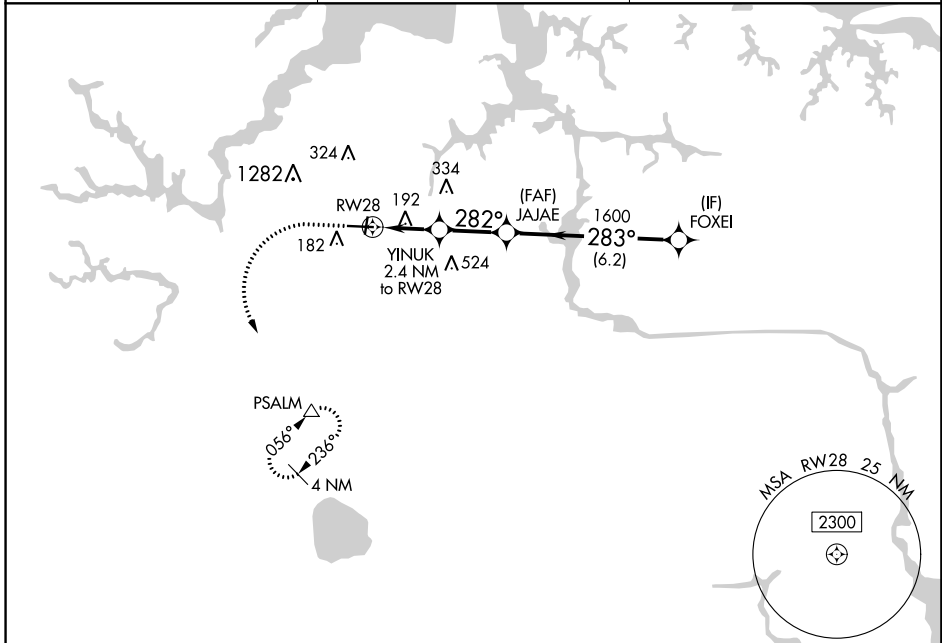 324
1282
334
RW28
192
(FAF)
JAJAE
(IF)
FOXEI
282°
1600
283°
(6.2)
182
YINUK
2.4 NM
to RW28
524
PSALM
056°
236°
4 NM
MSA RW28 25 NM
2300